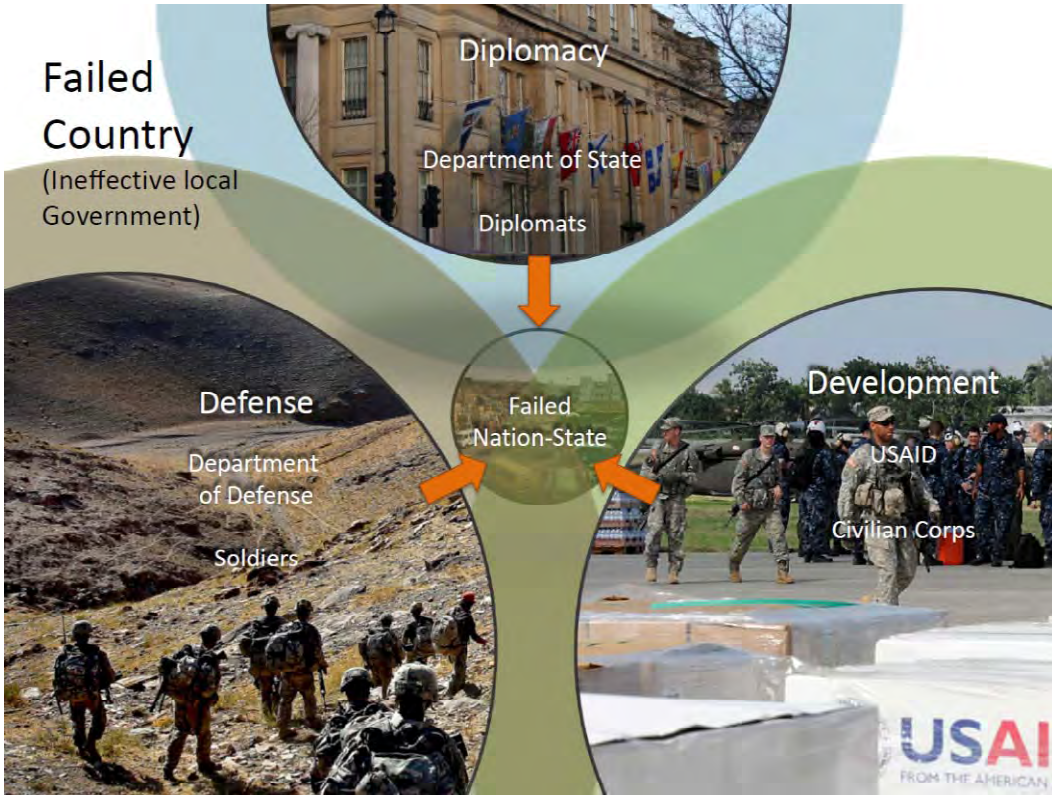 Failed
Country
(Ineffective local
Government)
Diplomacy
Department of State
Diplomats
Defense
Department
of Defense
Soldiers
Failed
Nation-State
Development
USAID
Civilian Corps
USAI
FROM THE AMERICAN